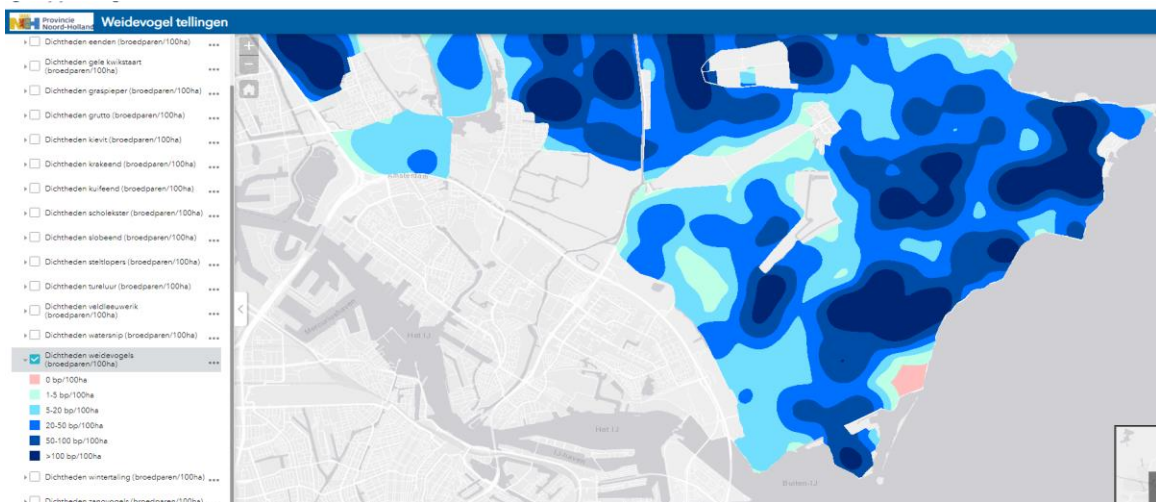 Provincie
Noord-Holland
Weidevogel tellingen
Dichtheden eenden (broedparen/100ha)
Dichtheden gele kwikstaart
(broedparen/100ha)
Dichtheden graspieper (broedparen/100ha)
Dichtheden grutto (broedparen/100ha)
Dichtheden kievit (broedparen/100ha)
Dichtheden krakeend (broedparen/100ha)
Dichtheden kuifeend (broedparen/100ha)
Dichtheden scholekster (broedparen/100ha)
Dichtheden slobeend (broedparen/100ha)
Dichtheden steltlopers (broedparen/100ha)
Dichtheden tureluur (broedparen/100ha)
Dichtheden veldleeuwerik
(broedparen/100ha)
Dichtheden watersnip (broedparen/100ha)
Dichtheden weidevogels
(broedparen/100ha)
0 bp/100ha
1-5 bp/100ha
5-20 bp/100ha
20-50 bp/100ha
50-100 bp/100ha
>100 bp/100ha
Dichtheden wintertaling (broedparen/100ha)
Dichtheden zangvogels (broedparen/100ha)
Het IJ
Het IJ
Buiten-IJ